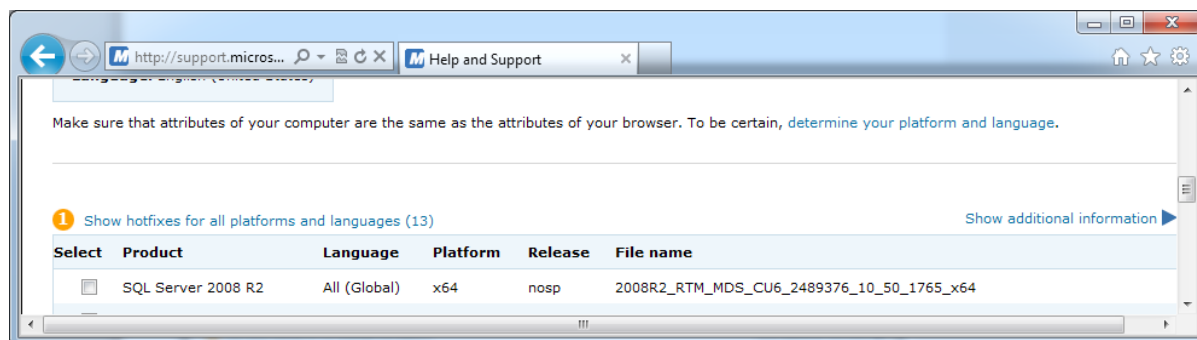 http://support.micros...
Help and Support
Make sure that attributes of your computer are the same as the attributes of your browser. To be certain, determine your platform and language.
1 Show hotfixes for all platforms and languages (13)
Show additional information
Select Product Language Platform Release File name
SQL Server 2008 R2 All (Global) x64 nosp 2008R2_RTM_MDS_CU6_2489376_10_50_1765_x64